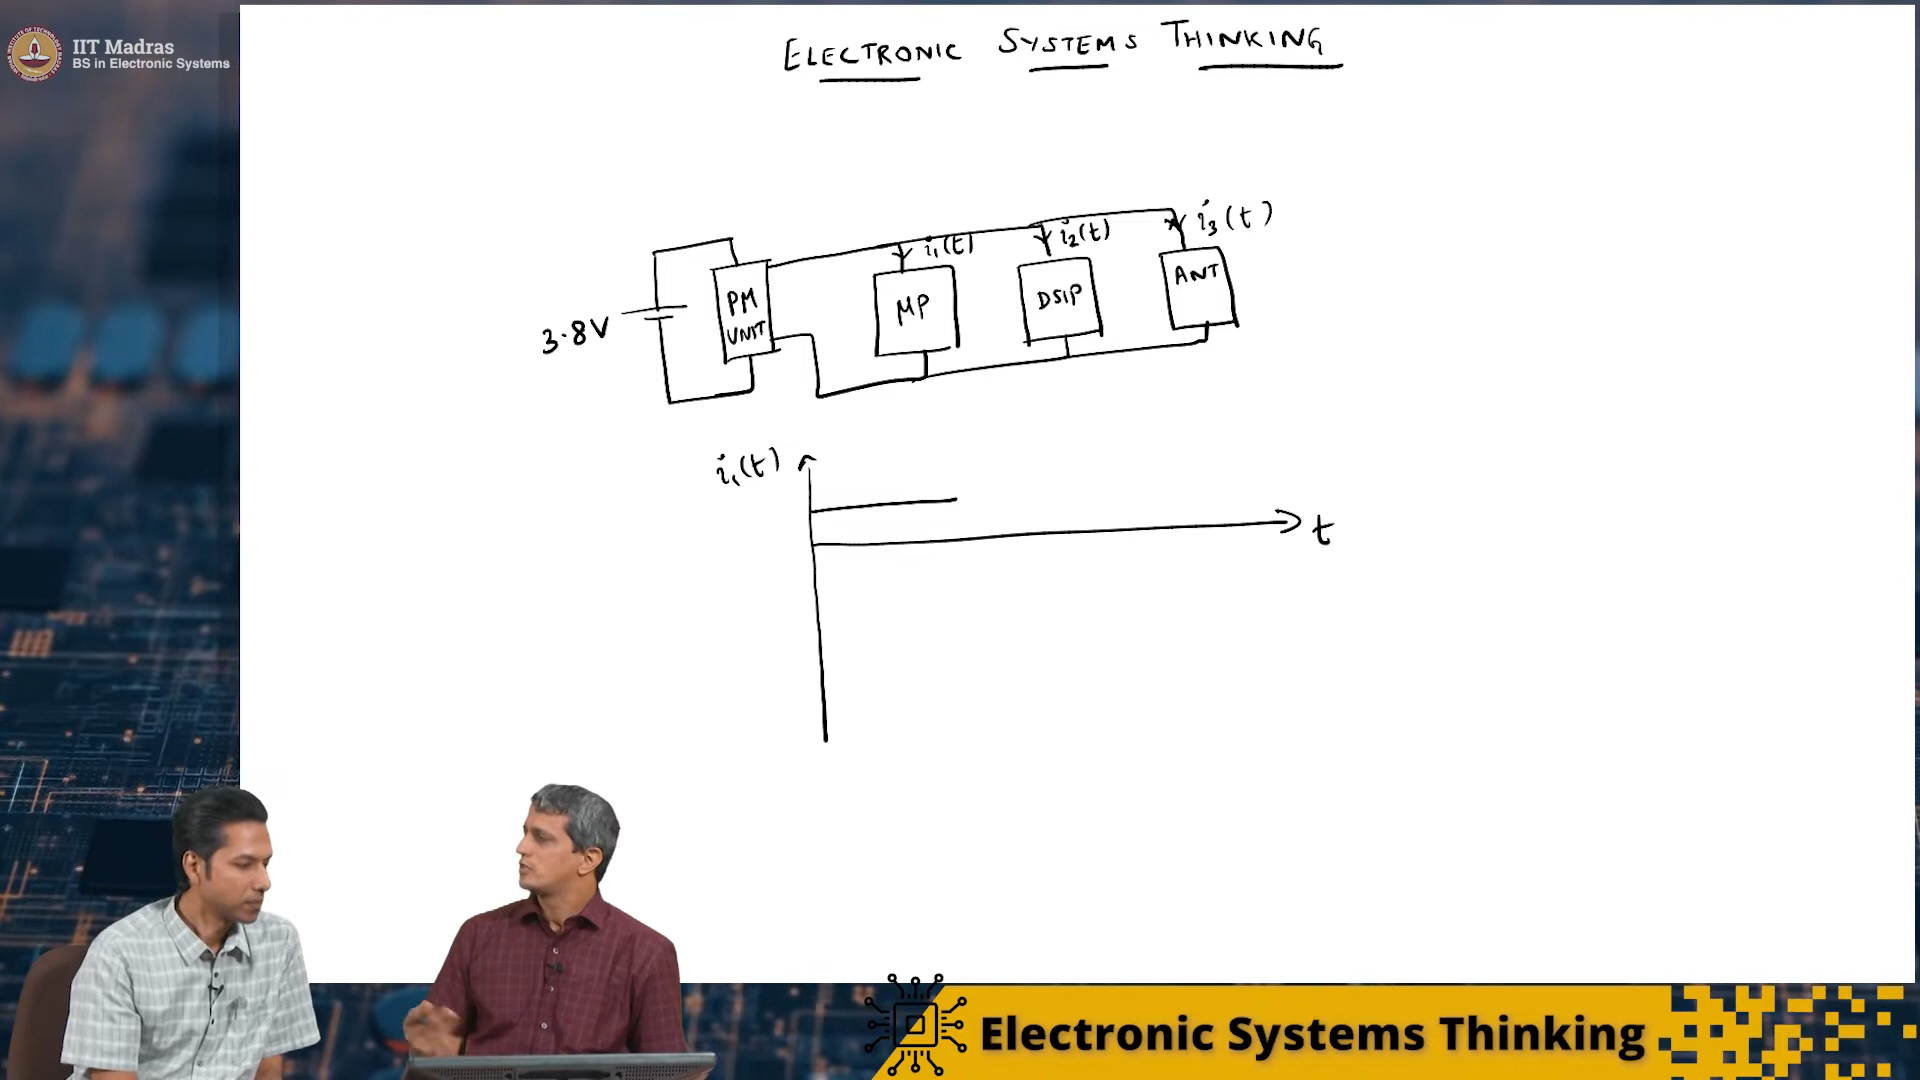 IIT Madras
BS in Electronic Systems
ELECTRONIC SYSTEMS THINKING
i₁(t)
i₂(t)
i₃(t)
3.8V
PM
UNIT
MP
DSIP
ANT
i₁(t)
t
Electronic Systems Thinking